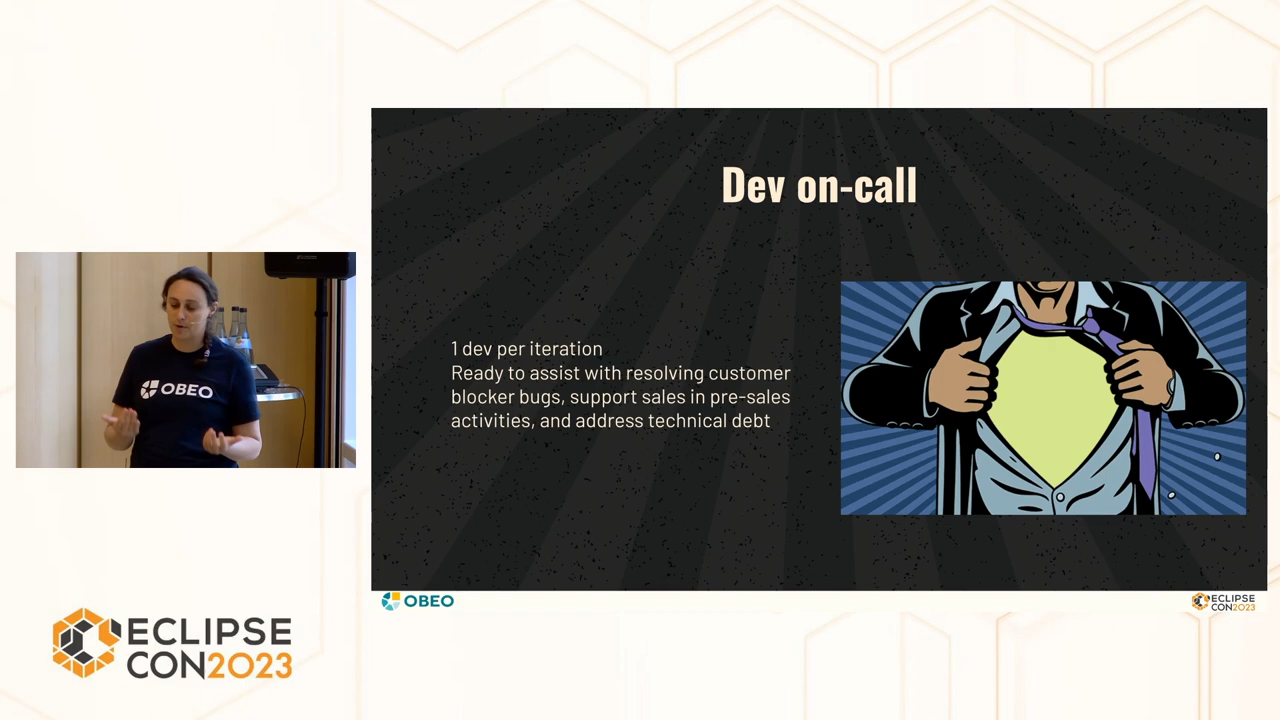 Dev on-call
1 dev per iteration
Ready to assist with resolving customer
blocker bugs, support sales in pre-sales
activities, and address technical debt
OBEO
OBEO
ECLIPSE
CON2023
ECLIPSE
CON2023